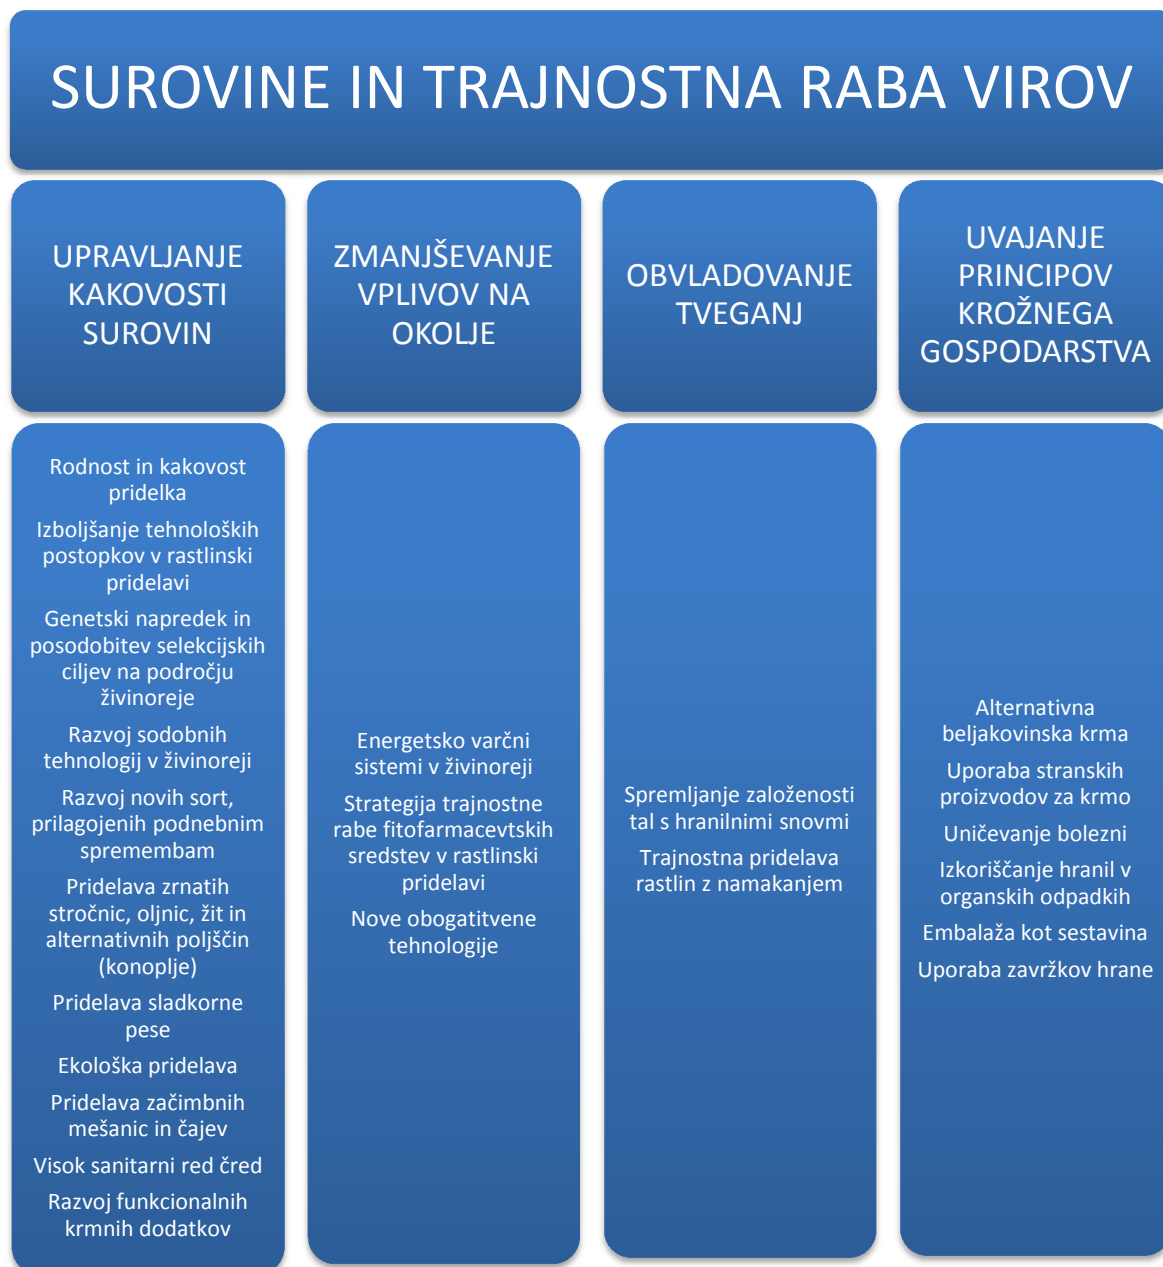 SUROVINE IN TRAJNOSTNA RABA VIROV
UPRAVLJANJE
KAKOVOSTI
SUROVIN
ZMANJŠEVANJE
VPLIVOV NA
OKOLJE
OBVLADOVANJE
TVEGANJ
UVAJANJE
PRINCIPOV
KROŽNEGA
GOSPODARSTVA
Rodnost in kakovost
pridelka
Izboljšanje tehnoloških
postopkov v rastlinski
pridelavi
Genetski napredek in
posodobitev selekcijskih
ciljev na področju
živinoreje
Razvoj sodobnih
tehnologij v živinoreji
Razvoj novih sort,
prilagojenih podnebnim
spremembam
Pridelava zrnatih
stročnic, oljnic, žit in
alternativnih poljščin
(konoplje)
Pridelava sladkorne
pese
Ekološka pridelava
Pridelava začimbnih
mešanic in čajev
Visok sanitarni red čred
Razvoj funkcionalnih
krmnih dodatkov
Energetsko varčni
sistemi v živinoreji
Strategija trajnostne
rabe fitofarmacevtskih
sredstev v rastlinski
pridelavi
Nove obogatitvene
tehnologije
Spremljanje založenosti
tal s hranilnimi snovmi
Trajnostna pridelava
rastlin z namakanjem
Alternativna
beljakovinska krma
Uporaba stranskih
proizvodov za krmo
Uničevanje bolezni
Izkoriščanje hranil v
organskih odpadkih
Embalaža kot sestavina
Uporaba zavržkov hrane